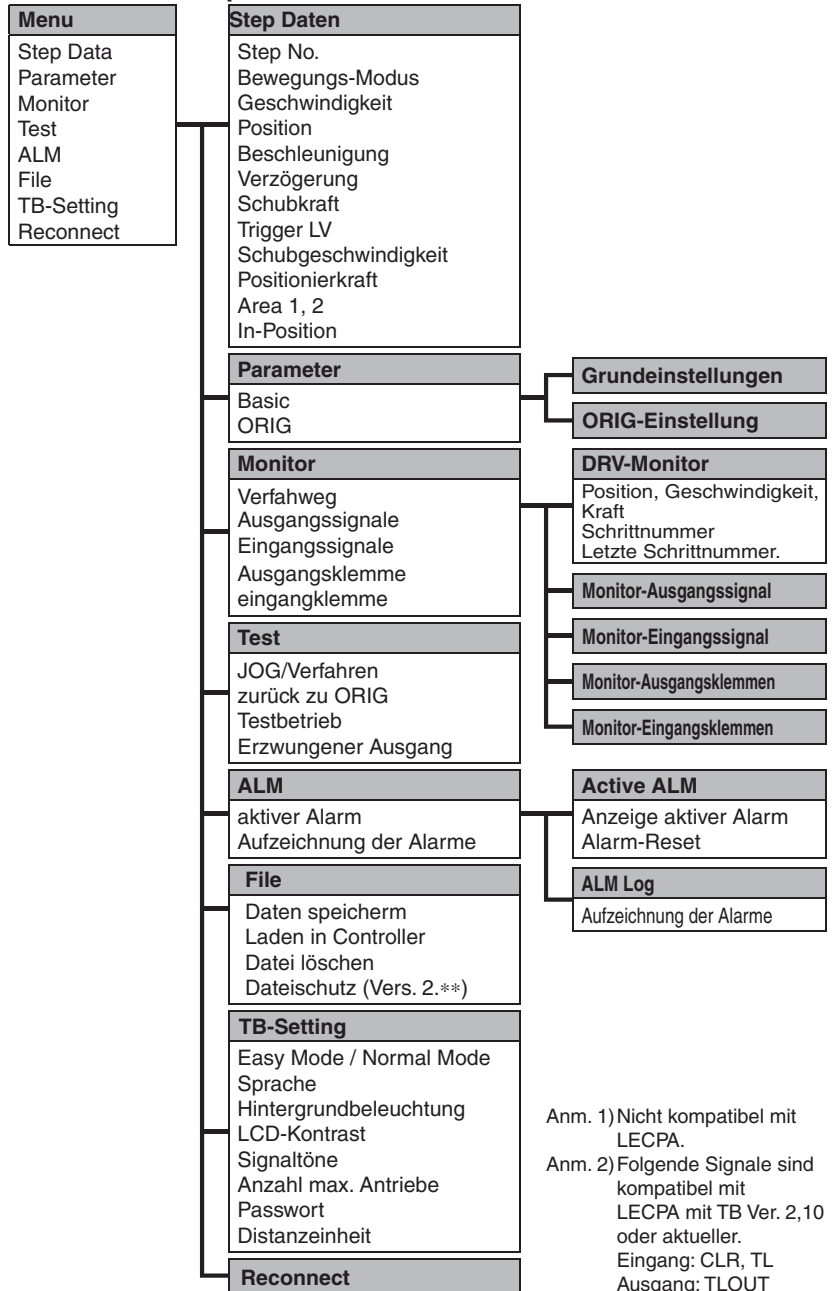 Menu
Step Data
Parameter
Monitor
Test
ALM
File
TB-Setting
Reconnect
Step Daten
Step No.
Bewegungs-Modus
Geschwindigkeit
Position
Beschleunigung
Verzögerung
Schubkraft
Trigger LV
Schubgeschwindigkeit
Positionierkraft
Area 1, 2
In-Position
Parameter
Basic
ORIG
Grundeinstellungen
ORIG-Einstellung
Monitor
Verfahweg
Ausgangssignale
Eingangssignale
Ausgangsklemme
eingangklemme
DRV-Monitor
Position, Geschwindigkeit,
Kraft
Schrittnummer
Letzte Schrittnummer.
Monitor-Ausgangssignal
Monitor-Eingangssignal
Monitor-Ausgangsklemmen
Monitor-Eingangsklemmen
Test
JOG/Verfahren
zurück zu ORIG
Testbetrieb
Erzwungener Ausgang
ALM
aktiver Alarm
Aufzeichnung der Alarme
Active ALM
Anzeige aktiver Alarm
Alarm-Reset
ALM Log
Aufzeichnung der Alarme
File
Daten speicherm
Laden in Controller
Datei löschen
Dateischutz (Vers. 2.**)
TB-Setting
Easy Mode / Normal Mode
Sprache
Hintergrundbeleuchtung
LCD-Kontrast
Signaltöne
Anzahl max. Antriebe
Passwort
Distanzeinheit
Reconnect
Anm. 1) Nicht kompatibel mit
LECPA.
Anm. 2) Folgende Signale sind
kompatibel mit
LECPA mit TB Ver. 2,10
oder aktueller.
Eingang: CLR, TL
Ausgang: TLOUT